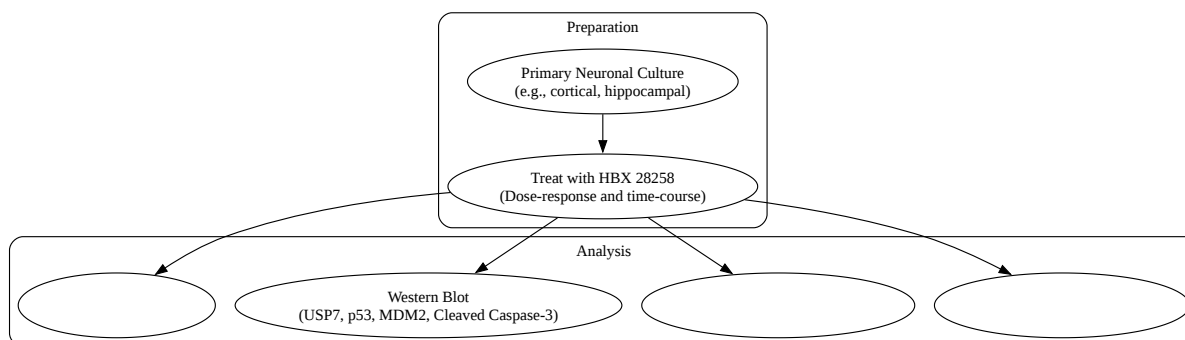 Preparation
Primary Neuronal Culture
(e.g., cortical, hippocampal)
Treat with HBX 28258
(Dose-response and time-course)
Analysis
Western Blot
(USP7, p53, MDM2, Cleaved Caspase-3)